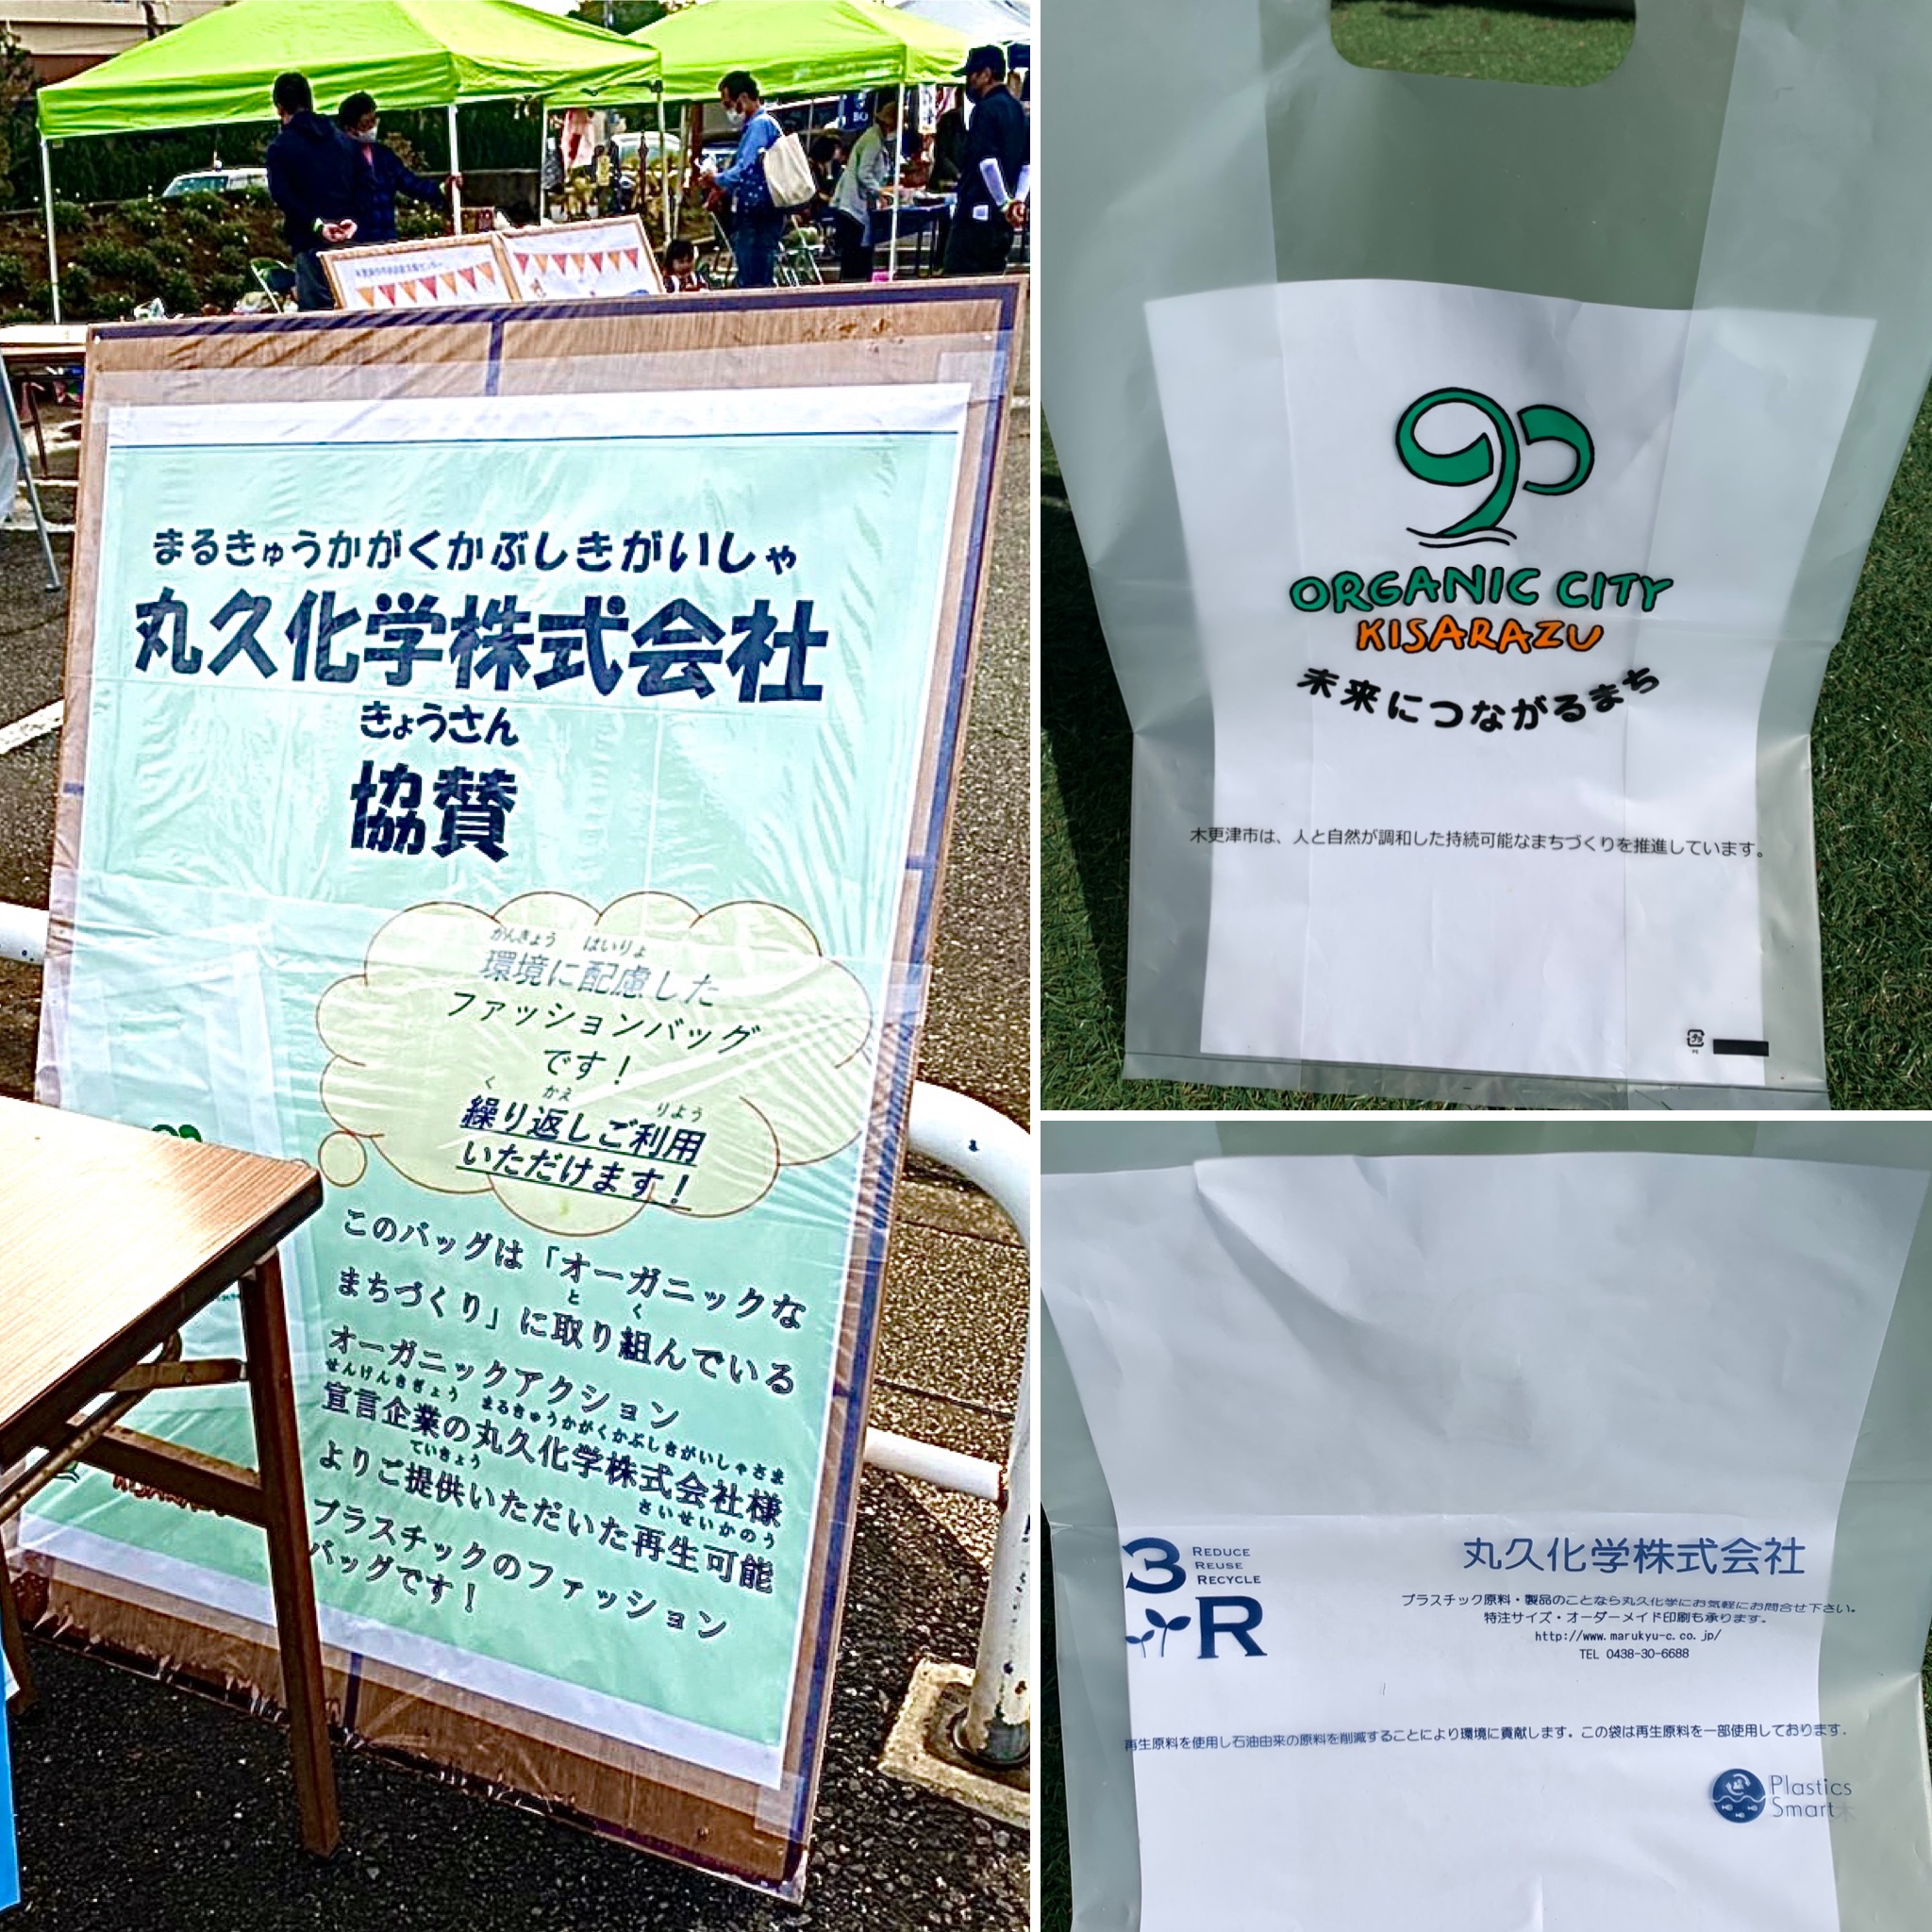 まるきゅうかがくかぶしきがいしゃ
丸久化学株式会社
きょうさん
協賛
かんきょう はいりょ
環境に配慮した
ファッションバッグ
です！
く かえ りよう
繰り返しご利用
いただけます！
このバッグは「オーガニックな
と く
まちづくり」に取り組んでいる
オーガニックアクション
せんげんきぎょう まるきゅうかがくかぶしきがいしゃさま
宣言企業の丸久化学株式会社様
ていきょう さいせいかのう
よりご提供いただいた再生可能
プラスチックのファッション
バッグです！
ORGANIC CITY
KISARAZU
未来につながるまち
木更津市は、人と自然が調和した持続可能なまちづくりを推進しています。
プラ
PE
3R
REDUCE
REUSE
RECYCLE
丸久化学株式会社
プラスチック原料・製品のことなら丸久化学にお気軽にお問合せ下さい。
特注サイズ・オーダーメイド印刷も承ります。
http://www.marukyu-c.co.jp/
TEL 0438-30-6688
再生原料を使用し石油由来の原料を削減することにより環境に貢献します。この袋は再生原料を一部使用しております.
Plastics
Smart